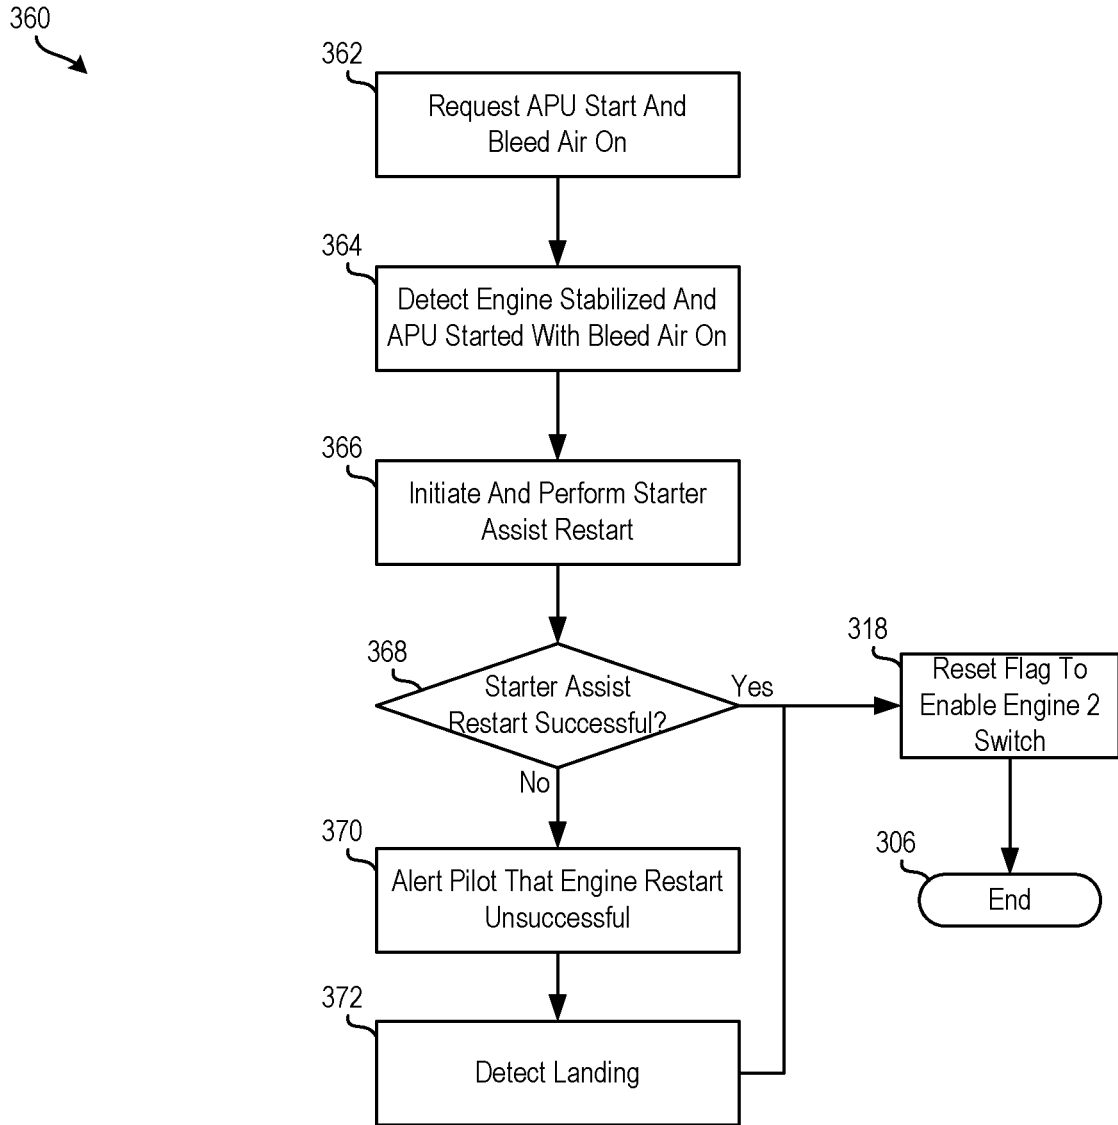 360
362
Request APU Start And
Bleed Air On
364
Detect Engine Stabilized And
APU Started With Bleed Air On
366
Initiate And Perform Starter
Assist Restart
368
Starter Assist
Restart Successful?
Yes
No
318
Reset Flag To
Enable Engine 2
Switch
306
End
370
Alert Pilot That Engine Restart
Unsuccessful
372
Detect Landing